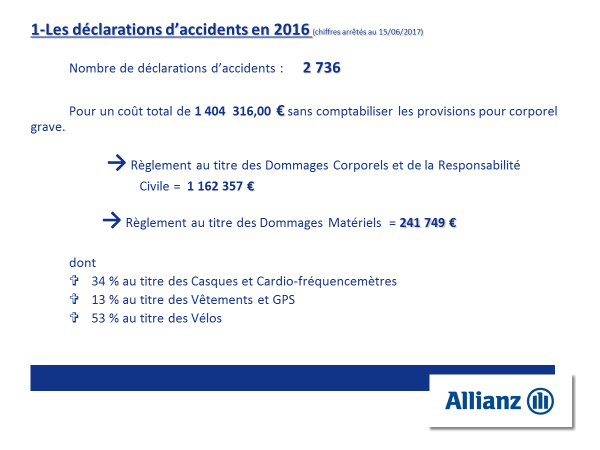 1-Les déclarations d'accidents en 2016 (chiffres arrêtés au 15/06/2017)
Nombre de déclarations d'accidents : 2 736
Pour un coût total de 1 404 316,00 € sans comptabiliser les provisions pour corporel
grave.
→ Règlement au titre des Dommages Corporels et de la Responsabilité
Civile = 1 162 357 €
→ Règlement au titre des Dommages Matériels = 241 749 €
dont
✞ 34 % au titre des Casques et Cardio-fréquencemètres
✞ 13 % au titre des Vêtements et GPS
✞ 53 % au titre des Vélos
Allianz